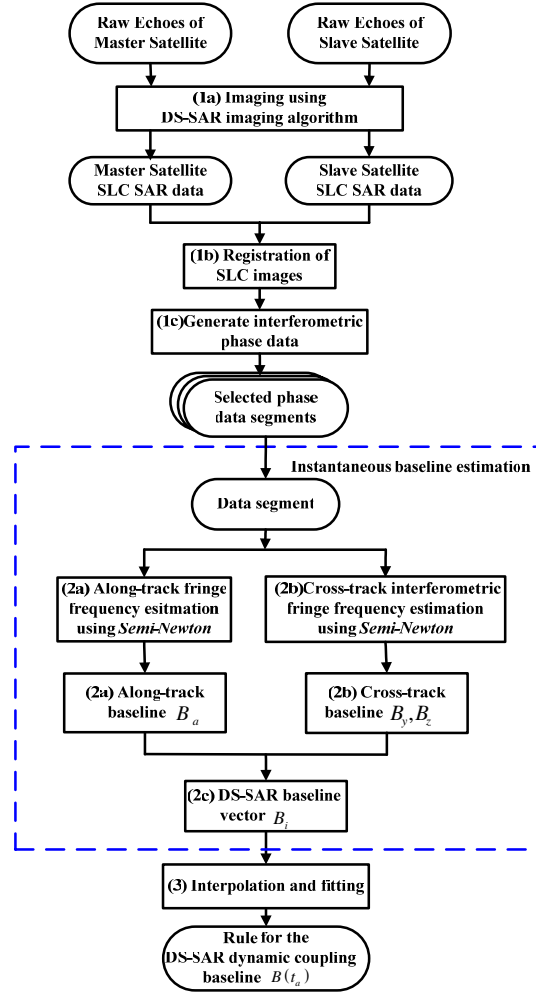 Raw Echoes of
Master Satellite
Raw Echoes of
Slave Satellite
(1a) Imaging using
DS-SAR imaging algorithm
Master Satellite
SLC SAR data
Slave Satellite
SLC SAR data
(1b) Registration of
SLC images
(1c)Generate interferometric
phase data
Selected phase
data segments
Instantaneous baseline estimation
Data segment
(2a) Along-track fringe
frequency esitmation
using Semi-Newton
(2b)Cross-track interferometric
fringe frequency estimation
using Semi-Newton
(2a) Along-track
baseline B_a
(2b) Cross-track
baseline B_y, B_z
(2c) DS-SAR baseline
vector B_i
(3) Interpolation and fitting
Rule for the
DS-SAR dynamic coupling
baseline B(t_a)